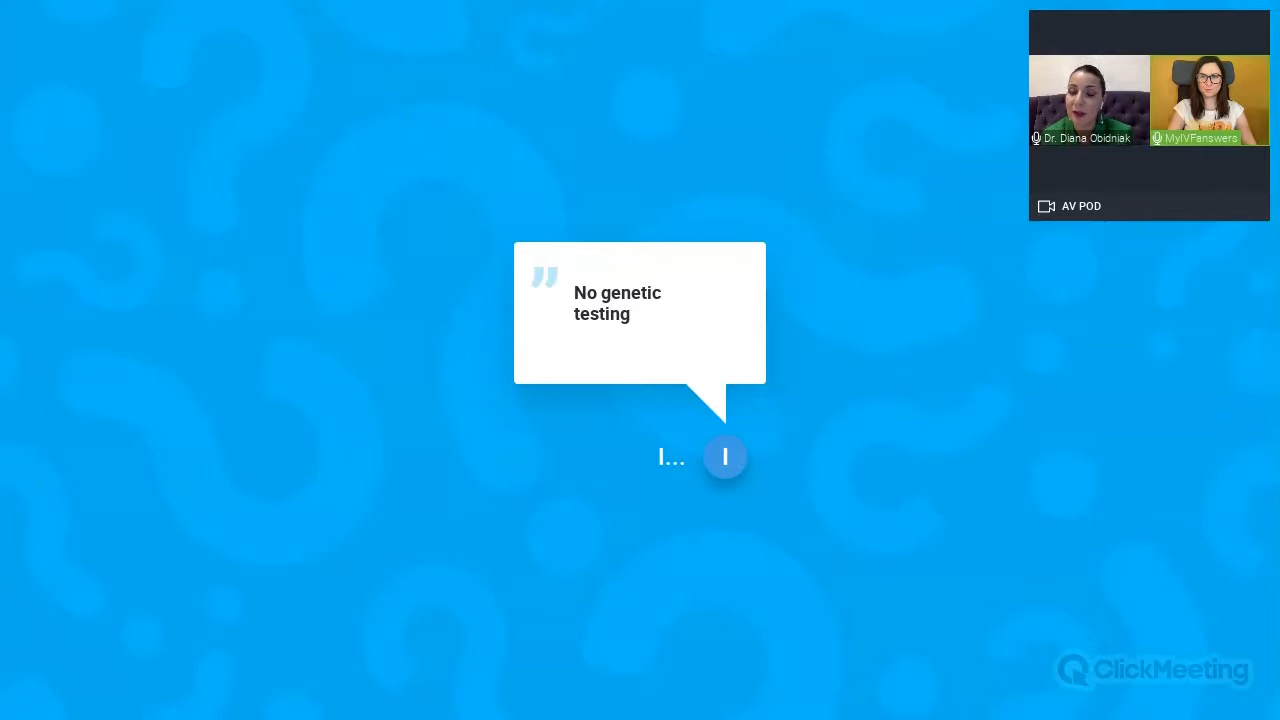 Dr. Diana Obidniak
MyIVFanswers
AV POD
" No genetic
testing
I...
I
ClickMeeting